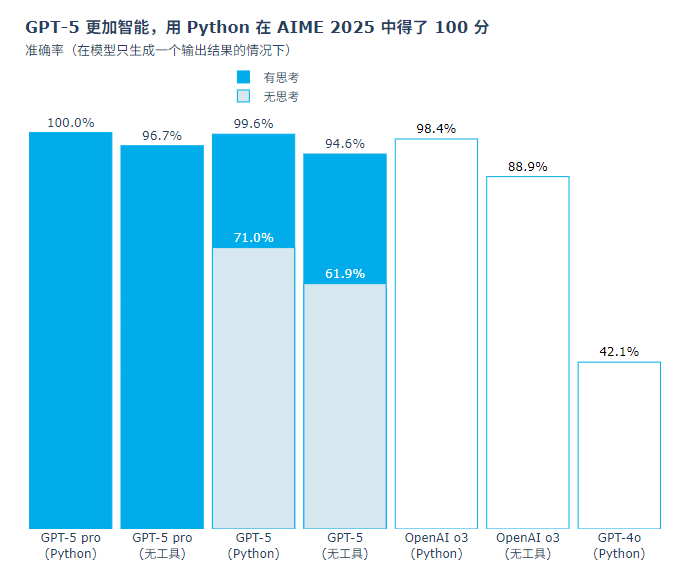 GPT-5 更加智能，用 Python 在 AIME 2025 中得了 100 分
准确率（在模型只生成一个输出结果的情况下）
有思考
无思考
100.0%
96.7%
99.6%
94.6%
98.4%
88.9%
71.0%
61.9%
42.1%
GPT-5 pro
(Python)
GPT-5 pro
(无工具)
GPT-5
(Python)
GPT-5
(无工具)
OpenAI o3
(Python)
OpenAI o3
(无工具)
GPT-4o
(Python)